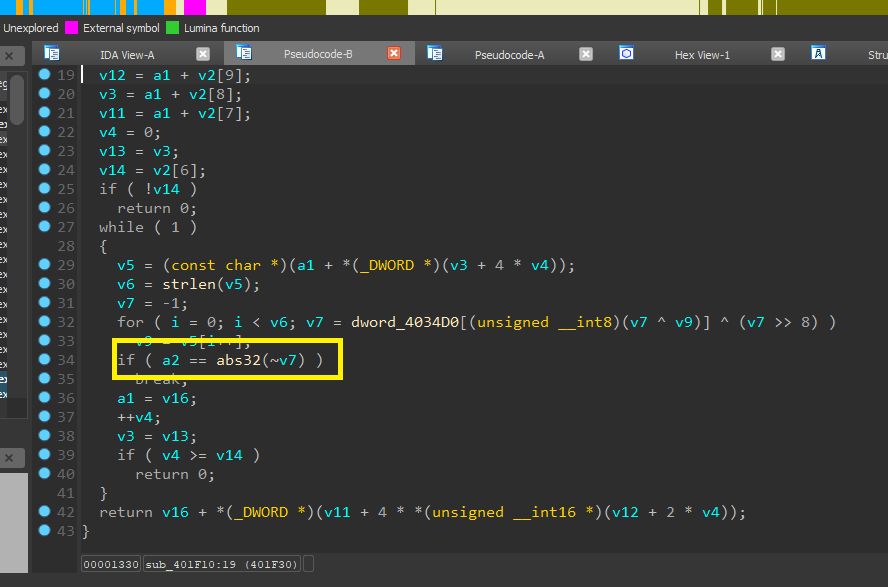 Unexplored External symbol Lumina function
IDA View-A Pseudocode-B Pseudocode-A Hex View-1 Stru
19 v12 = a1 + v2[9];
20 v3 = a1 + v2[8];
21 v11 = a1 + v2[7];
22 v4 = 0;
23 v13 = v3;
24 v14 = v2[6];
25 if ( !v14 )
26 return 0;
27 while ( 1 )
28 {
29 v5 = (const char *)(a1 + *(_DWORD *)(v3 + 4 * v4));
30 v6 = strlen(v5);
31 v7 = -1;
32 for ( i = 0; i < v6; v7 = dword_4034D0[(unsigned __int8)(v7 ^ v9)] ^ (v7 >> 8) )
33 v9 = v5[i++];
34 if ( a2 == abs32(~v7) )
35 break;
36 a1 = v16;
37 ++v4;
38 v3 = v13;
39 if ( v4 >= v14 )
40 return 0;
41 }
42 return v16 + *(_DWORD *)(v11 + 4 * *(unsigned __int16 *)(v12 + 2 * v4));
43 }
00001330 sub_401F10:19 (401F30)